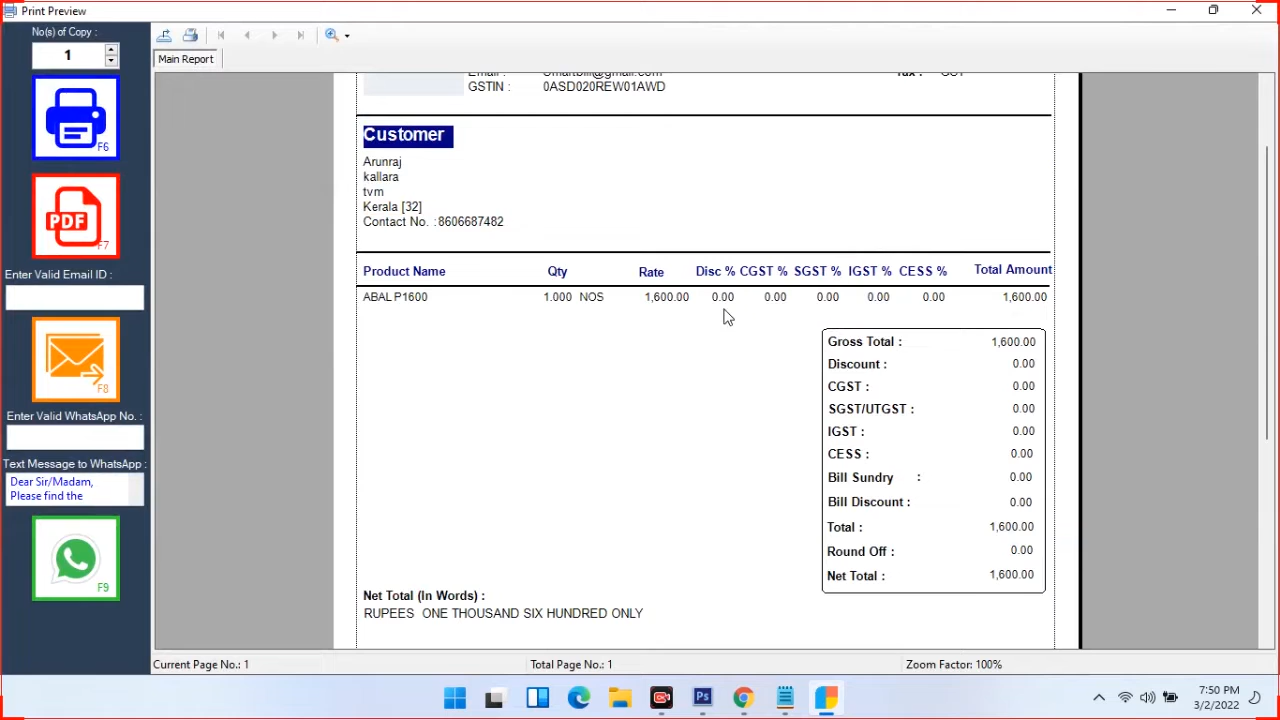 Print Preview
No(s) of Copy :
1
F6
PDF
F7
Enter Valid Email ID :
F8
Enter Valid WhatsApp No. :
Text Message to WhatsApp :
Dear Sir/Madam,
Please find the
F9
Main Report
Email : Smartbill@gmail.com
Tax : GST
GSTIN : 0ASD020REW01AWD
Customer
Arunraj
kallara
tvm
Kerala [32]
Contact No. : 8606687482
Product Name Qty Rate Disc % CGST % SGST % IGST % CESS % Total Amount
ABAL P1600 1.000 NOS 1,600.00 0.00 0.00 0.00 0.00 0.00 1,600.00
Gross Total : 1,600.00
Discount : 0.00
CGST : 0.00
SGST/UTGST : 0.00
IGST : 0.00
CESS : 0.00
Bill Sundry : 0.00
Bill Discount : 0.00
Total : 1,600.00
Round Off : 0.00
Net Total : 1,600.00
Net Total (In Words) :
RUPEES ONE THOUSAND SIX HUNDRED ONLY
Current Page No.: 1 Total Page No.: 1 Zoom Factor: 100%
Ps
7:50 PM
3/2/2022